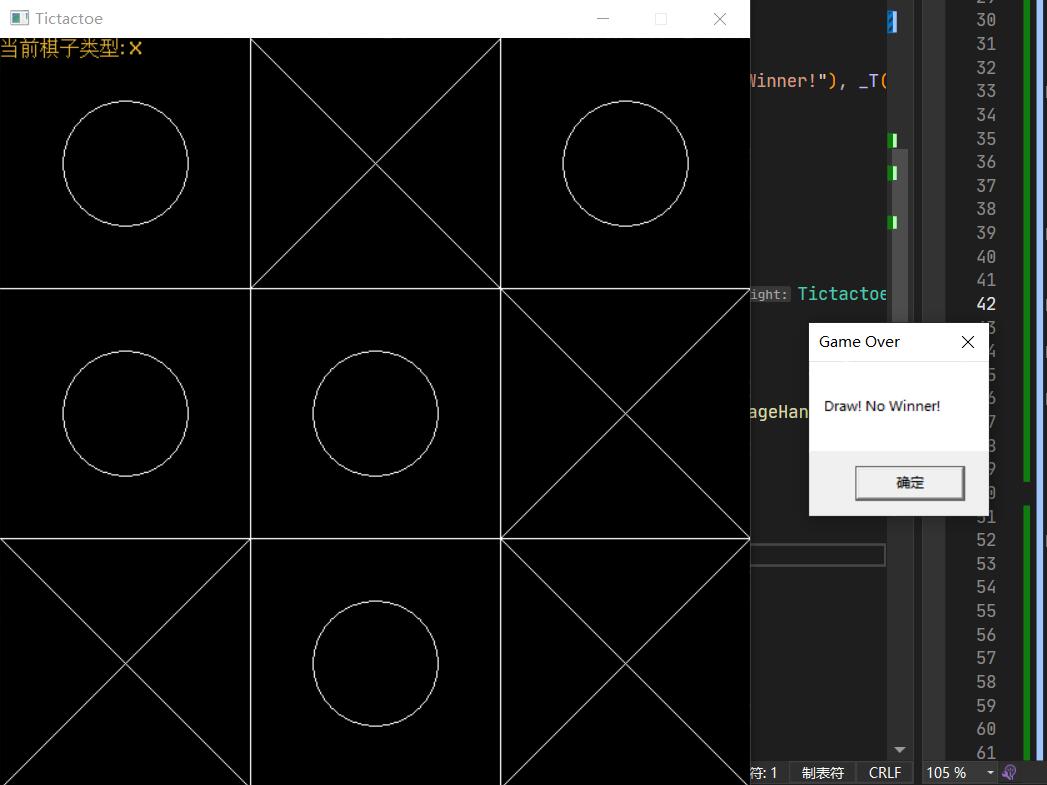 Tictactoe
当前棋子类型: X
Winner!"), _T(
ight: Tictactoe
ageHan
Game Over
Draw! No Winner!
确定
30
31
32
33
34
35
36
37
38
39
40
41
42
51
52
53
54
55
56
57
58
59
60
61
符: 1 制表符 CRLF 105 %